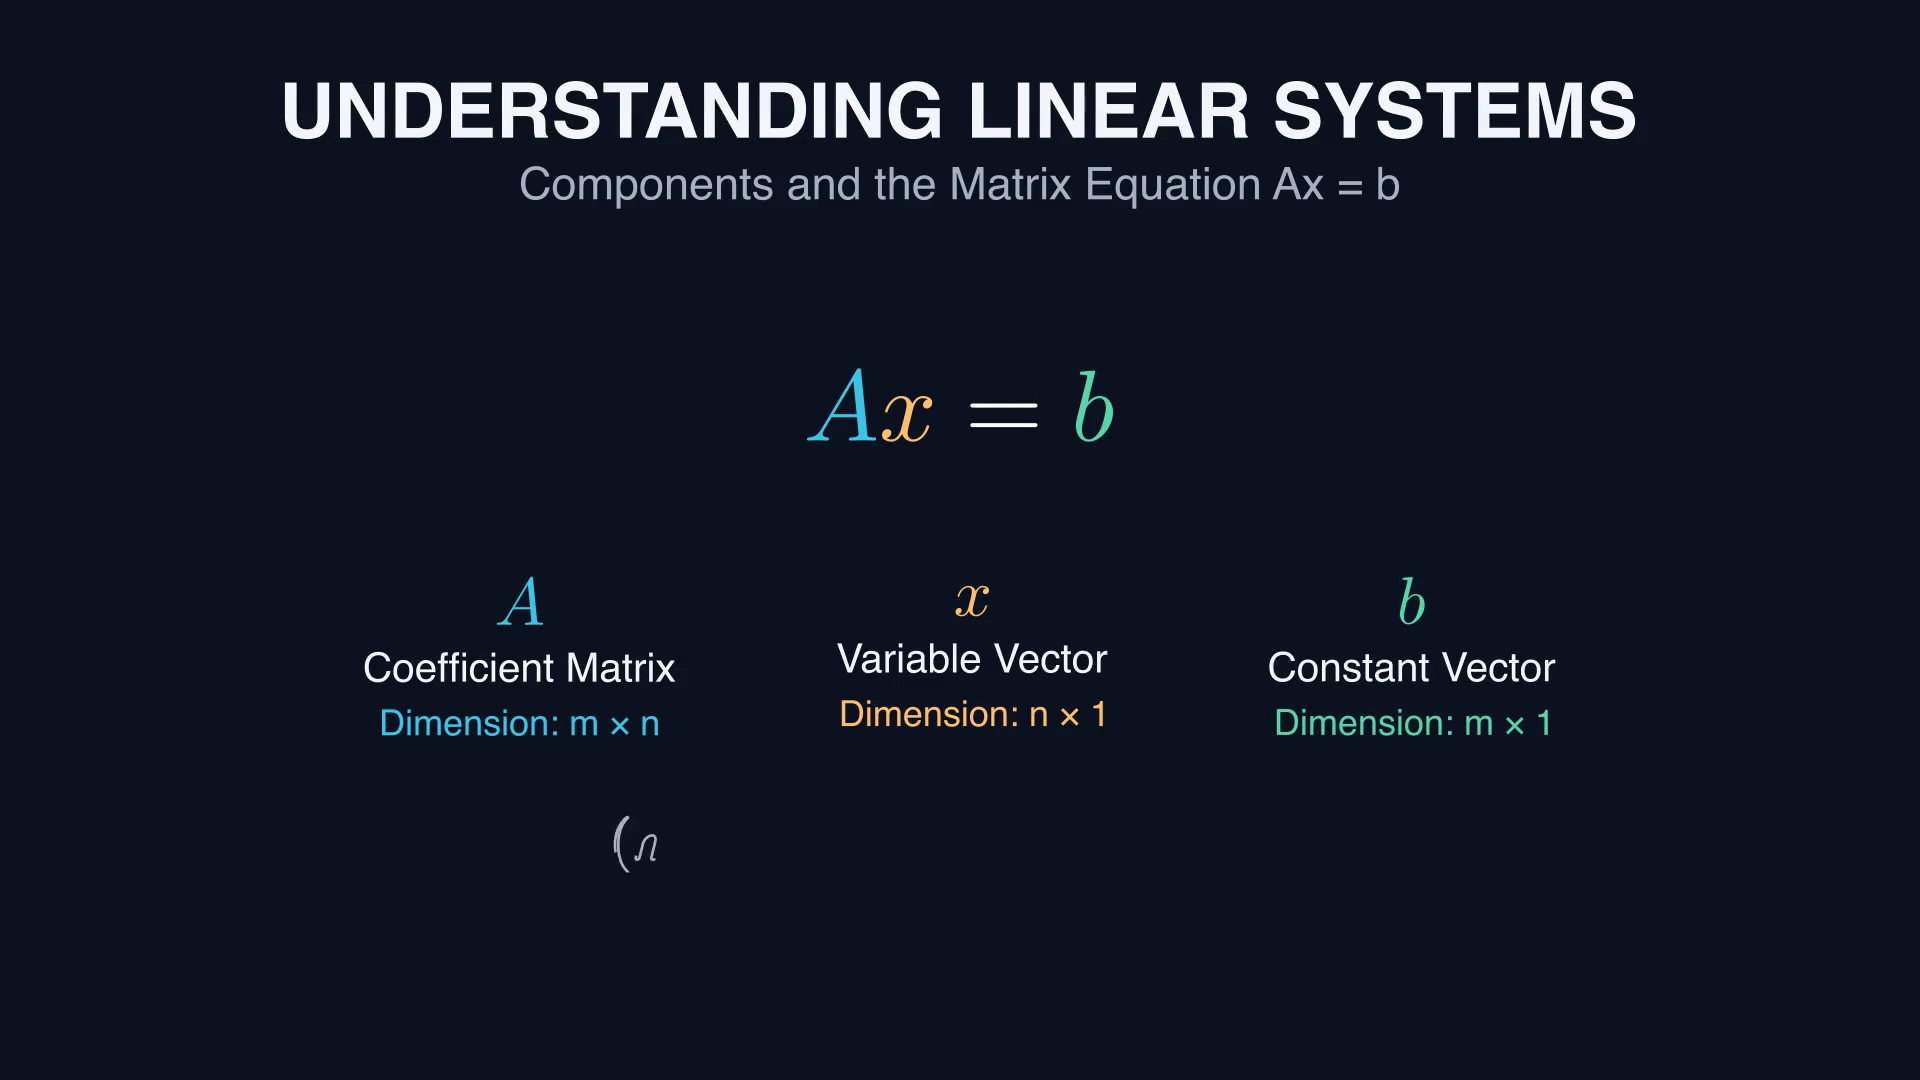 UNDERSTANDING LINEAR SYSTEMS
Components and the Matrix Equation Ax = b
Ax = b
A
Coefficient Matrix
Dimension: m × n
x
Variable Vector
Dimension: n × 1
b
Constant Vector
Dimension: m × 1
(